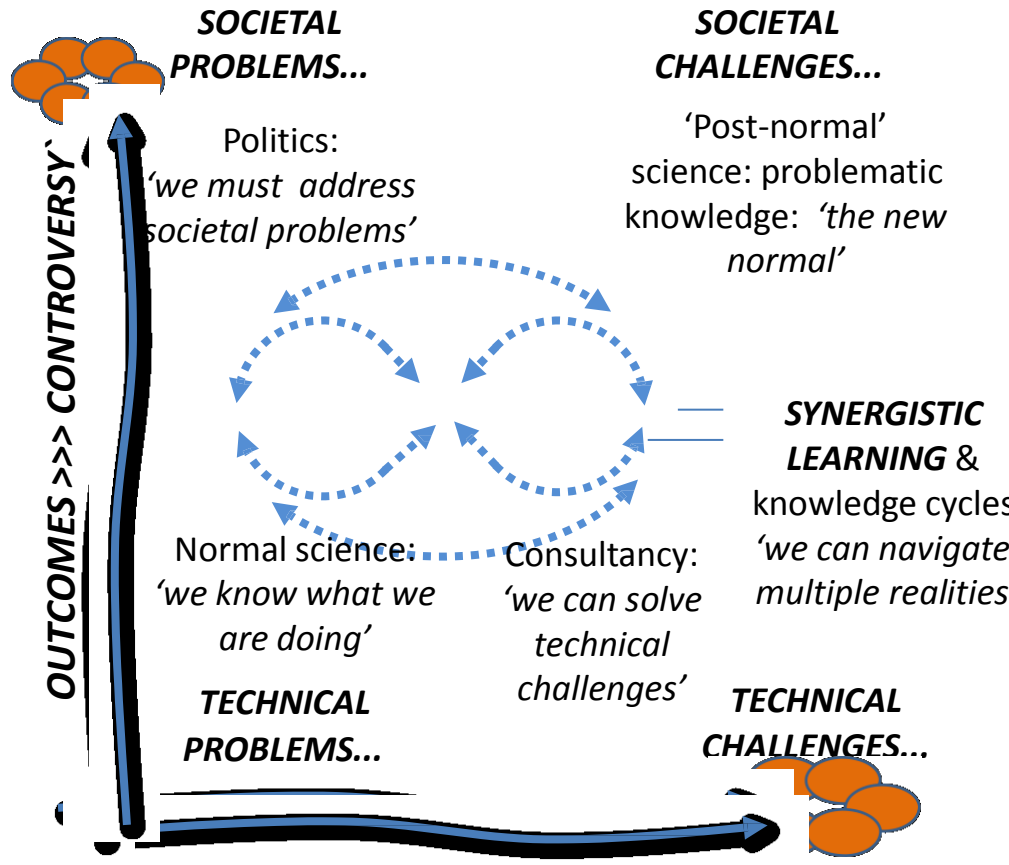 SOCIETAL
PROBLEMS...
SOCIETAL
CHALLENGES...
Politics:
‘we must  address
societal problems’
‘Post-normal’
science: problematic
knowledge:  ‘the new
normal’
OUTCOMES >>> CONTROVERSY`
SYNERGISTIC
LEARNING &
knowledge cycles
‘we can navigate
multiple realities
Normal science:
‘we know what we
are doing’
Consultancy:
‘we can solve
technical
challenges’
TECHNICAL
PROBLEMS...
TECHNICAL
CHALLENGES...